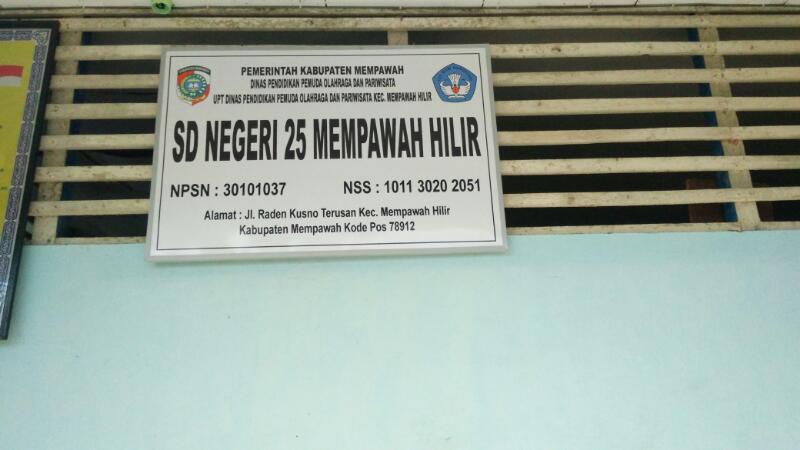 PEMERINTAH KABUPATEN MEMPAWAH
DINAS PENDIDIKAN PEMUDA OLAHRAGA DAN PARIWISATA
UPT DINAS PENDIDIKAN PEMUDA OLAHRAGA DAN PARIWISATA KEC. MEMPAWAH HILIR
SD NEGERI 25 MEMPAWAH HILIR
NPSN : 30101037 NSS : 1011 3020 2051
Alamat : Jl. Raden Kusno Terusan Kec. Mempawah Hilir
Kabupaten Mempawah Kode Pos 78912